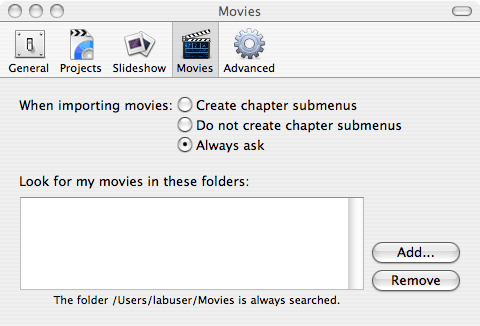 Movies
General Projects Slideshow Movies Advanced
When importing movies: Create chapter submenus
Do not create chapter submenus
Always ask
Look for my movies in these folders:
Add...
Remove
The folder /Users/labuser/Movies is always searched.